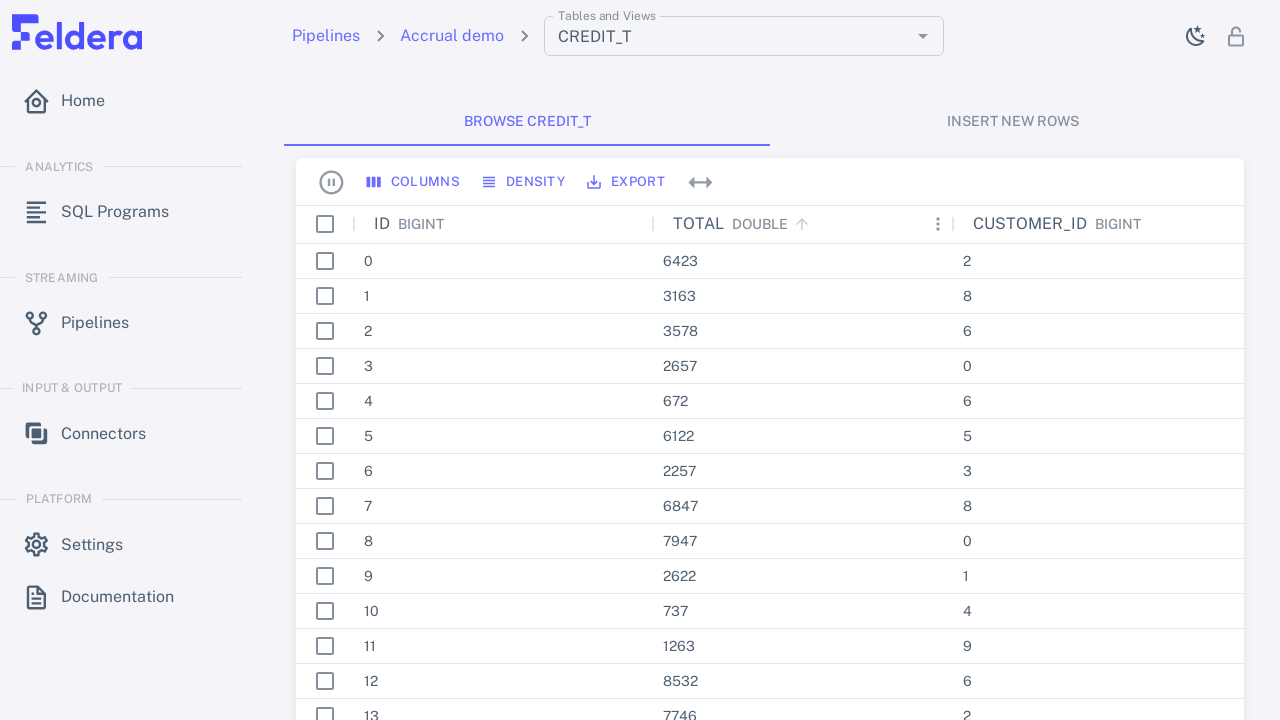 Feldera
Pipelines
Accrual demo
Tables and Views
CREDIT_T
Home
ANALYTICS
SQL Programs
STREAMING
Pipelines
INPUT & OUTPUT
Connectors
PLATFORM
Settings
Documentation
BROWSE CREDIT_T
INSERT NEW ROWS
COLUMNS DENSITY EXPORT
ID BIGINT TOTAL DOUBLE CUSTOMER_ID BIGINT
0 6423 2
1 3163 8
2 3578 6
3 2657 0
4 672 6
5 6122 5
6 2257 3
7 6847 8
8 7947 0
9 2622 1
10 737 4
11 1263 9
12 8532 6
13 7746 2